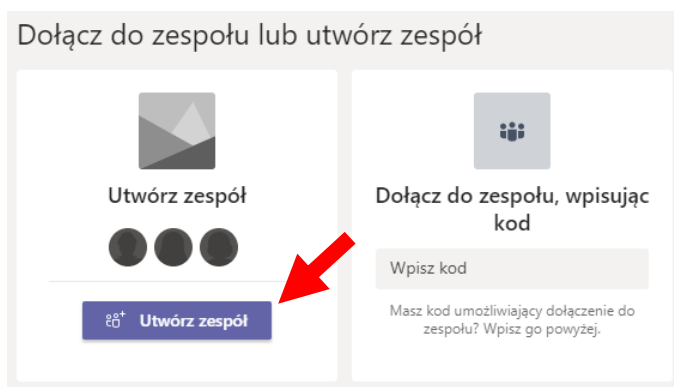 Dołącz do zespołu lub utwórz zespół
Utwórz zespół
Utwórz zespół
Dołącz do zespołu, wpisując
kod
Wpisz kod
Masz kod umożliwiający dołączenie do
zespołu? Wpisz go powyżej.